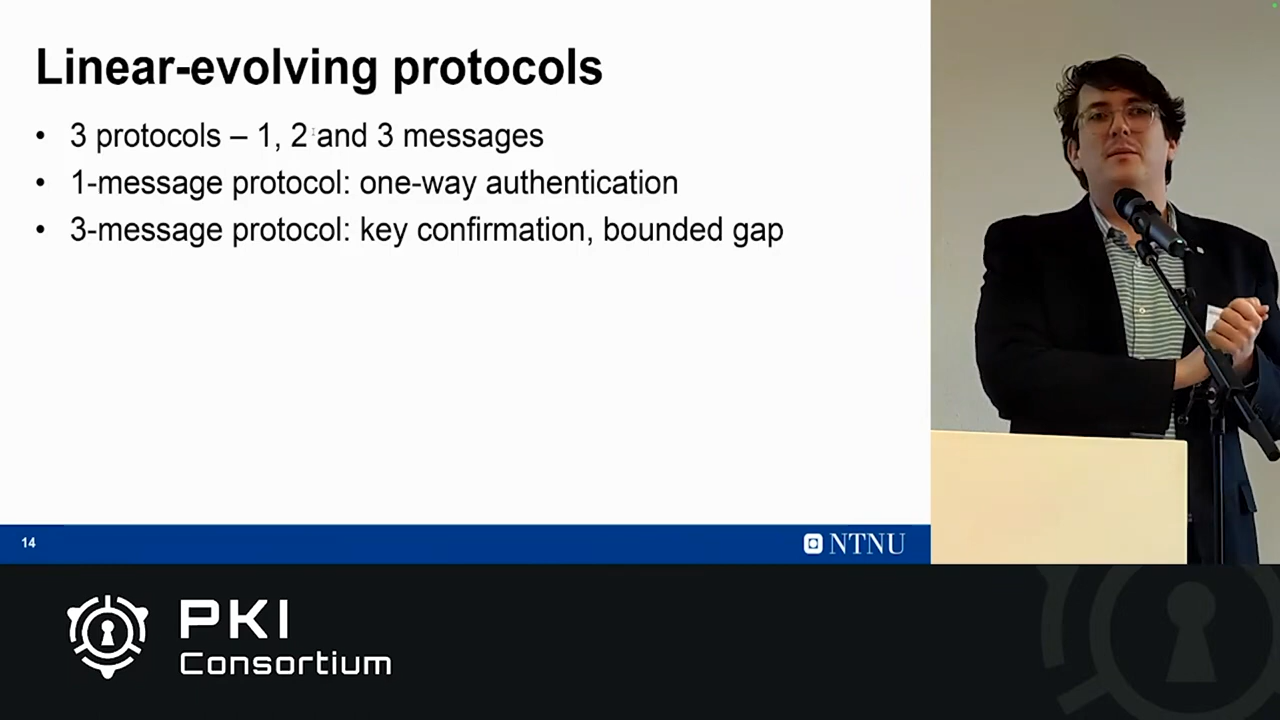 Linear-evolving protocols
• 3 protocols – 1, 2 and 3 messages
• 1-message protocol: one-way authentication
• 3-message protocol: key confirmation, bounded gap
14
NTNU
PKI
Consortium